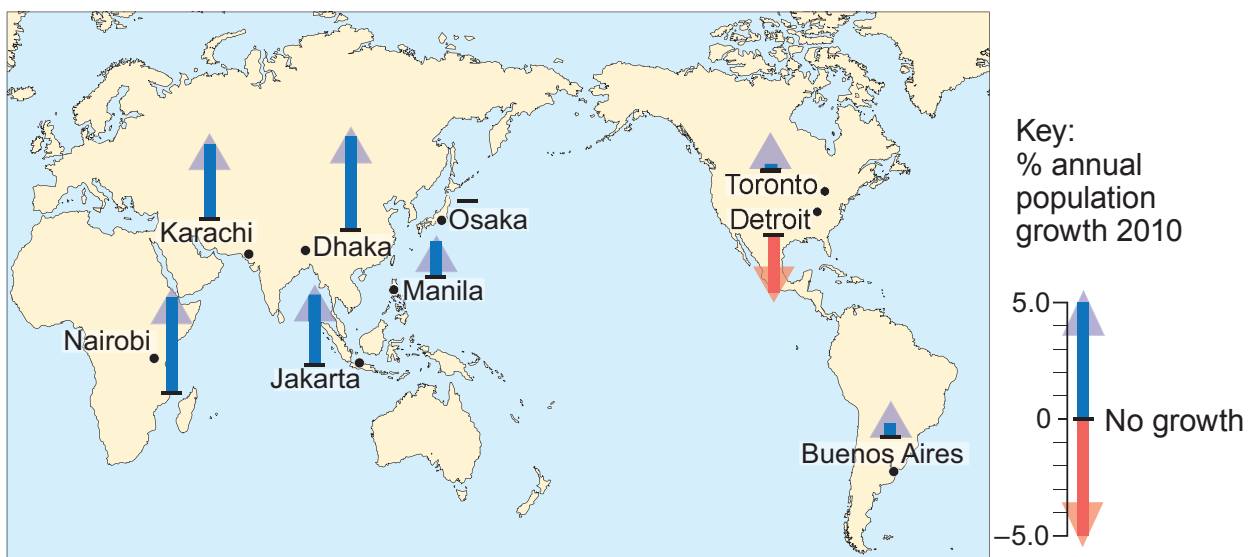 Key:
% annual
population
growth 2010
5.0
0
No growth
–5.0
Toronto
Detroit
Karachi
Dhaka
Ōsaka
Manila
Nairobi
Jakarta
Buenos Aires